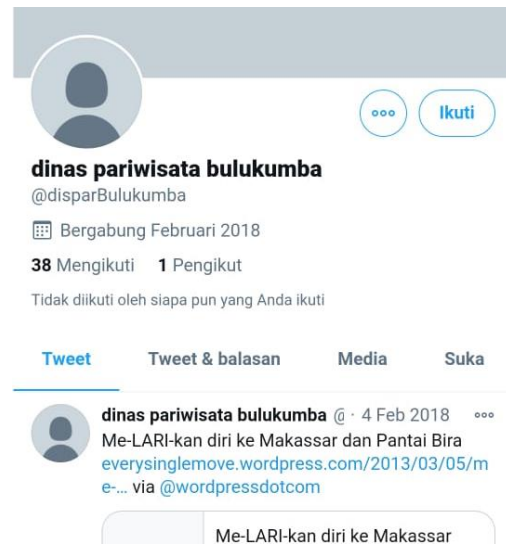 Ikuti
dinas pariwisata bulukumba
@disparBulukumba
Bergabung Februari 2018
38 Mengikuti 1 Pengikut
Tidak diikuti oleh siapa pun yang Anda ikuti
Tweet Tweet & balasan Media Suka
dinas pariwisata bulukumba @ · 4 Feb 2018
Me-LARI-kan diri ke Makassar dan Pantai Bira
everysinglemove.wordpress.com/2013/03/05/m
e-… via @wordpressdotcom
Me-LARI-kan diri ke Makassar